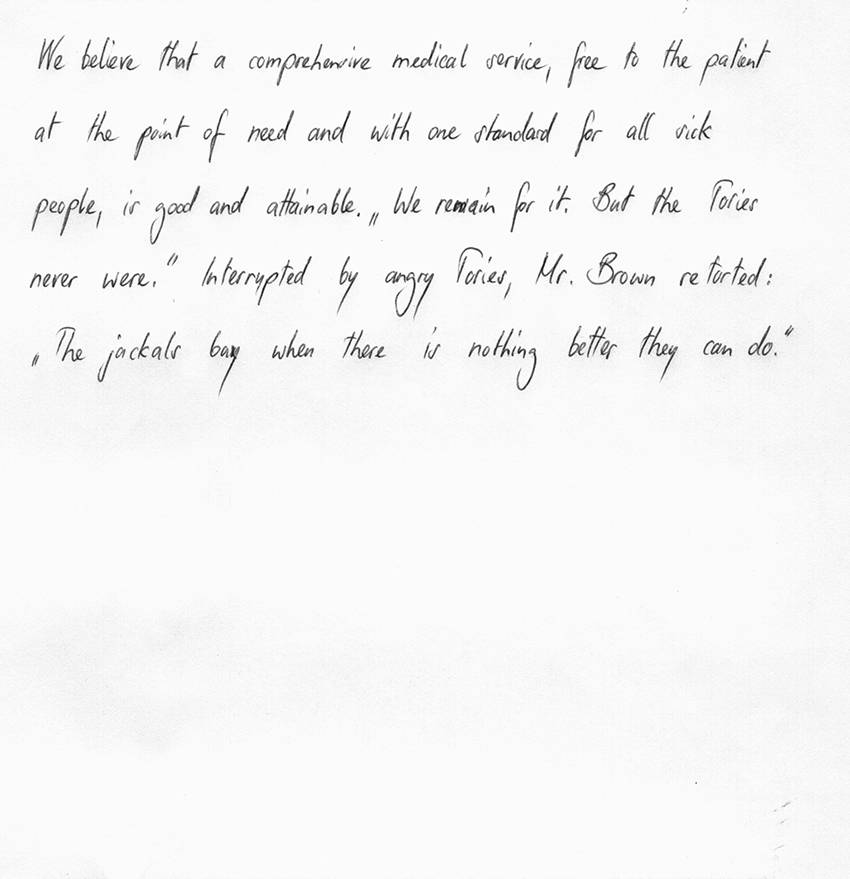 We believe that a comprehensive medical service, free to the patient
at the point of need and with one standard for all sick
people, is good and attainable. „We remain for it. But the Tories
never were." Interrupted by angry Tories, Mr. Brown retorted:
„The jackals bay when there is nothing better they can do."